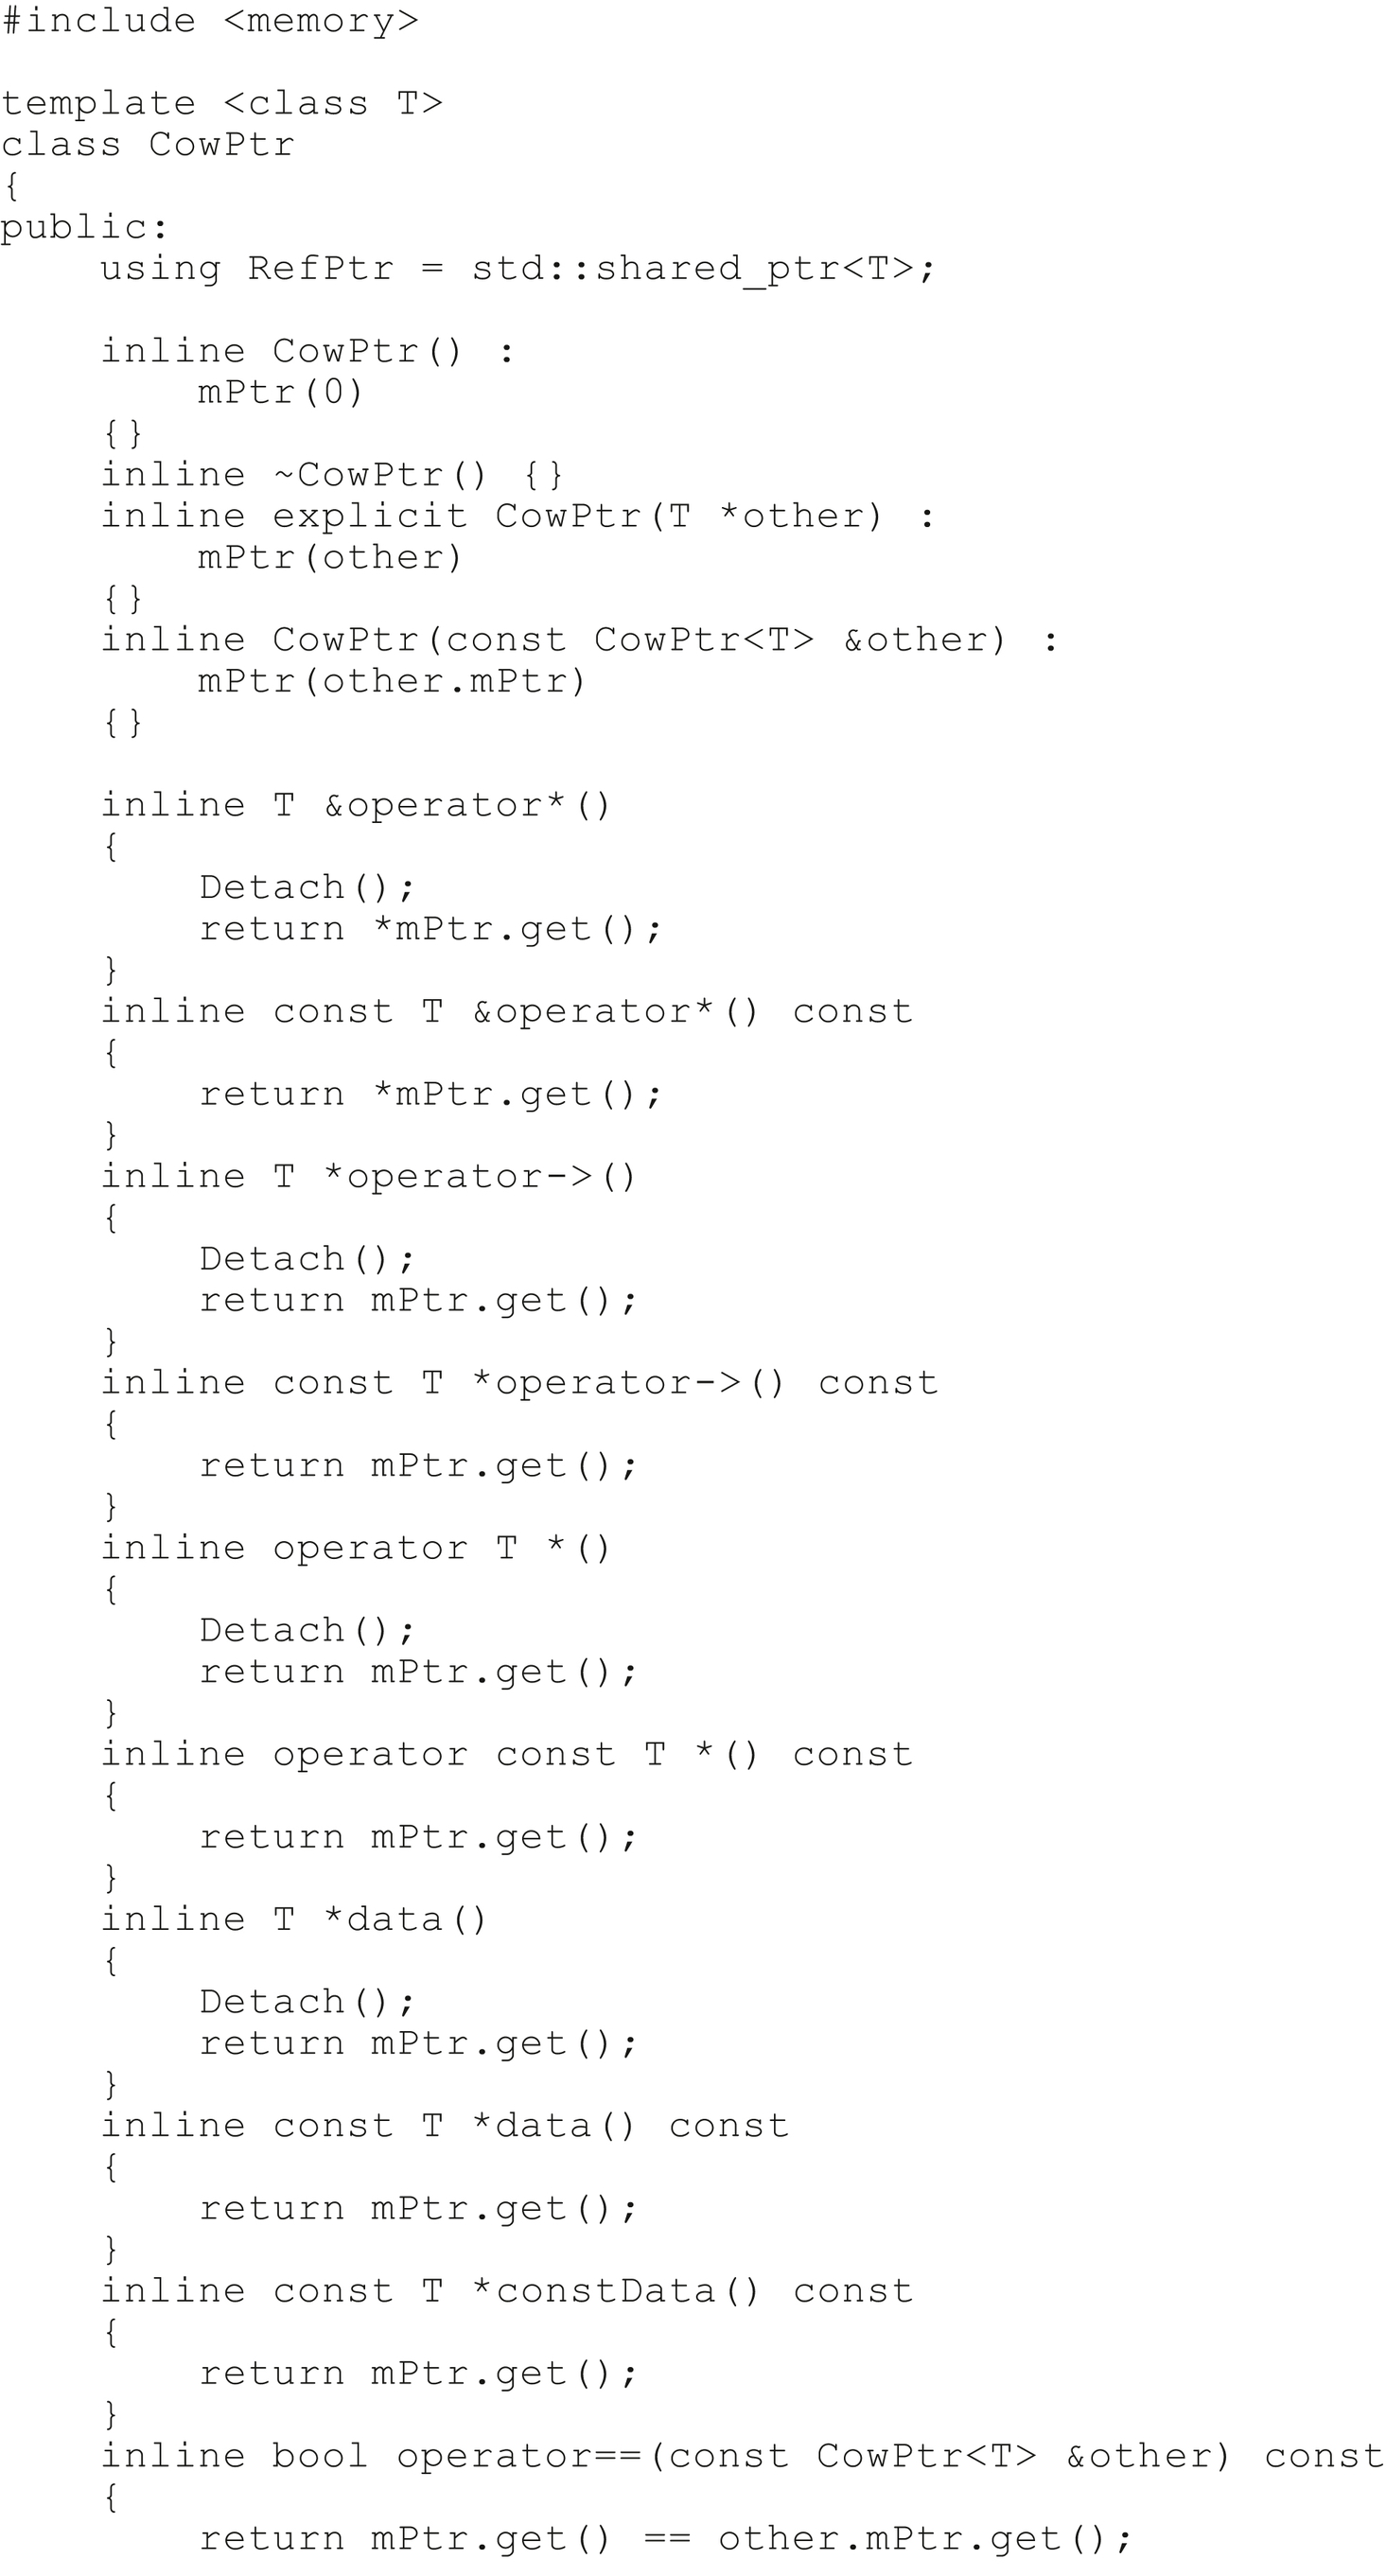 #include <memory>

template <class T>
class CowPtr
{
public:
    using RefPtr = std::shared_ptr<T>;

    inline CowPtr() :
        mPtr(0)
    {}
    inline ~CowPtr() {}
    inline explicit CowPtr(T *other) :
        mPtr(other)
    {}
    inline CowPtr(const CowPtr<T> &other) :
        mPtr(other.mPtr)
    {}

    inline T &operator*()
    {
        Detach();
        return *mPtr.get();
    }
    inline const T &operator*() const
    {
        return *mPtr.get();
    }
    inline T *operator->()
    {
        Detach();
        return mPtr.get();
    }
    inline const T *operator->() const
    {
        return mPtr.get();
    }
    inline operator T *()
    {
        Detach();
        return mPtr.get();
    }
    inline operator const T *() const
    {
        return mPtr.get();
    }
    inline T *data()
    {
        Detach();
        return mPtr.get();
    }
    inline const T *data() const
    {
        return mPtr.get();
    }
    inline const T *constData() const
    {
        return mPtr.get();
    }
    inline bool operator==(const CowPtr<T> &other) const
    {
        return mPtr.get() == other.mPtr.get();